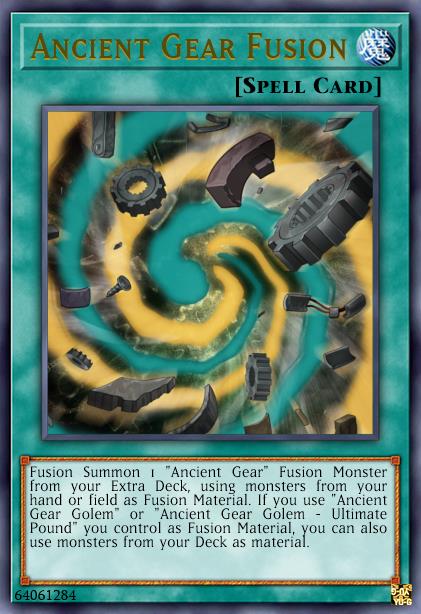 Ancient Gear Fusion
魔
[Spell Card]
Fusion Summon 1 "Ancient Gear" Fusion Monster
from your Extra Deck, using monsters from your
hand or field as Fusion Material. If you use "Ancient
Gear Golem" or "Ancient Gear Golem - Ultimate
Pound" you control as Fusion Material, you can also
use monsters from your Deck as material.
64061284